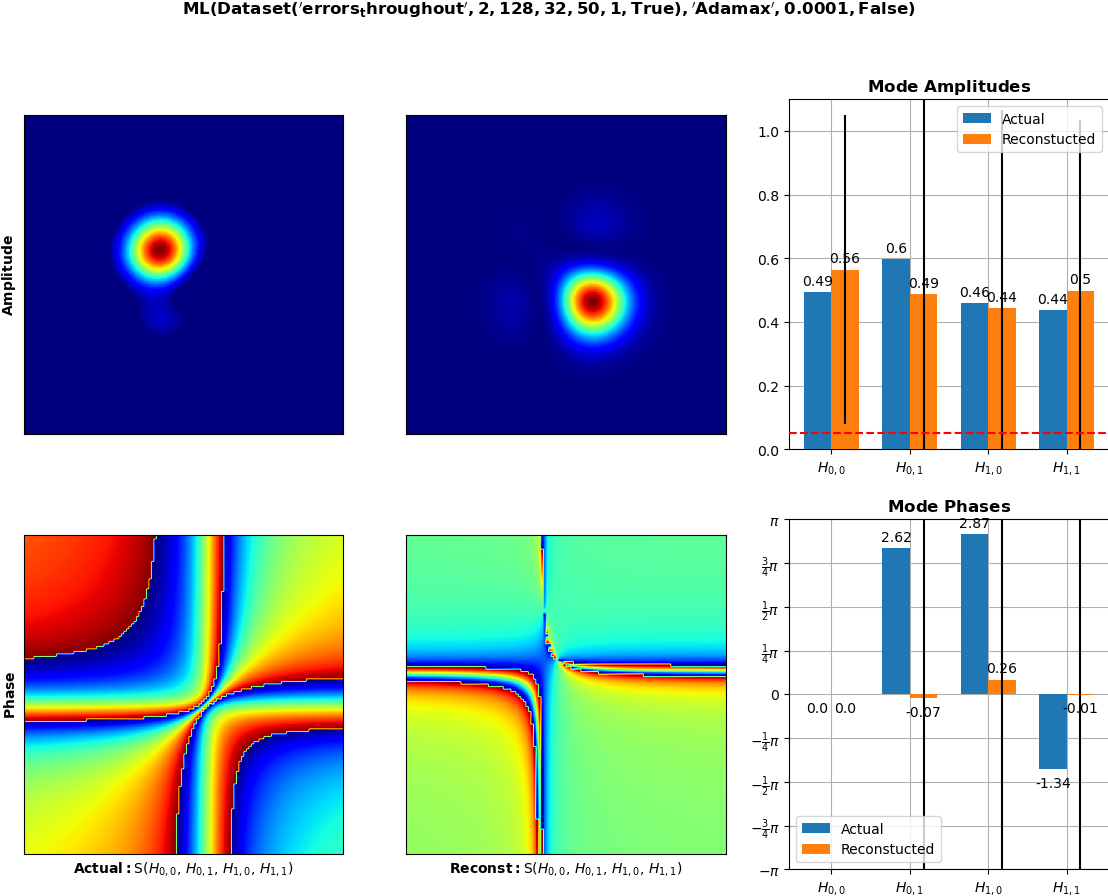 ML(Dataset('errors_throughout', 2, 128, 32, 50, 1, True), 'Adamax', 0.0001, False)
Amplitude
Mode Amplitudes
Actual
Reconstucted
1.0
0.8
0.6
0.4
0.2
0.0
0.49
0.56
0.6
0.49
0.46
0.44
0.44
0.5
H0,0
H0,1
H1,0
H1,1
Phase
Actual: S(H0,0, H0,1, H1,0, H1,1)
Reconst: S(H0,0, H0,1, H1,0, H1,1)
Mode Phases
π
3/4π
1/2π
1/4π
0
−1/4π
−1/2π
−3/4π
−π
0.0
0.0
2.62
-0.07
2.87
0.26
-1.34
-0.01
Actual
Reconstucted
H0,0
H0,1
H1,0
H1,1